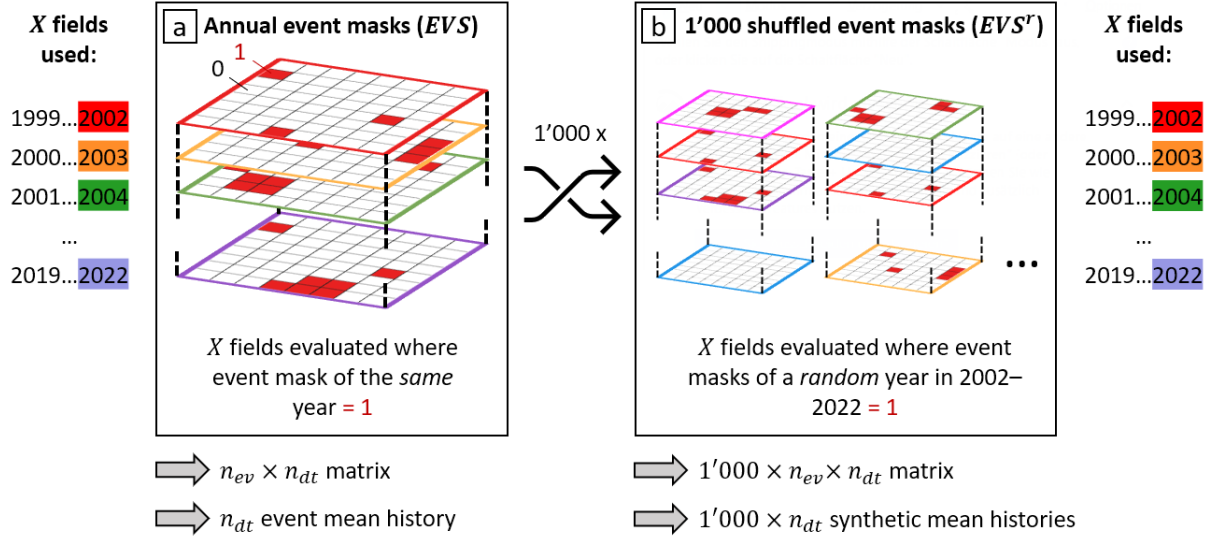 X fields
used:
1999...2002
2000...2003
2001...2004
...
2019...2022
a Annual event masks (EVS)
1
0
X fields evaluated where
event mask of the same
year = 1
n_ev × n_dt matrix
n_dt event mean history
1'000 x
b 1'000 shuffled event masks (EVS^r)
...
X fields evaluated where event
masks of a random year in 2002–
2022 = 1
1'000 × n_ev × n_dt matrix
1'000 × n_dt synthetic mean histories
X fields
used:
1999...2002
2000...2003
2001...2004
...
2019...2022